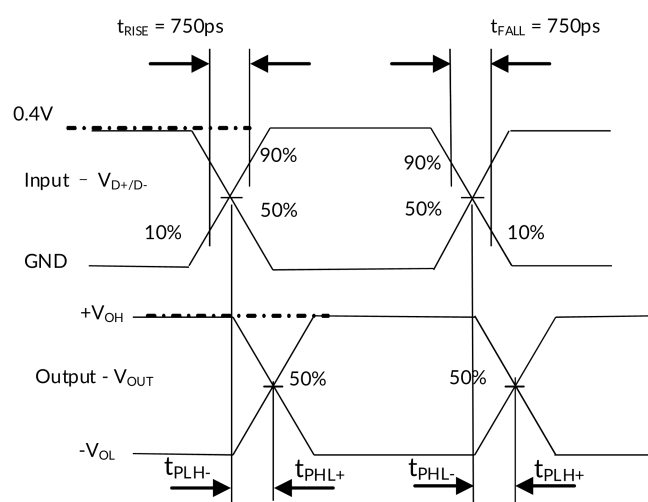 tRISE = 750ps
tFALL = 750ps
0.4V
90%
90%
Input - VD+/D-
50%
50%
10%
10%
GND
+VOH
Output - VOUT
50%
50%
-VOL
tPLH-
tPHL+
tPHL-
tPLH+